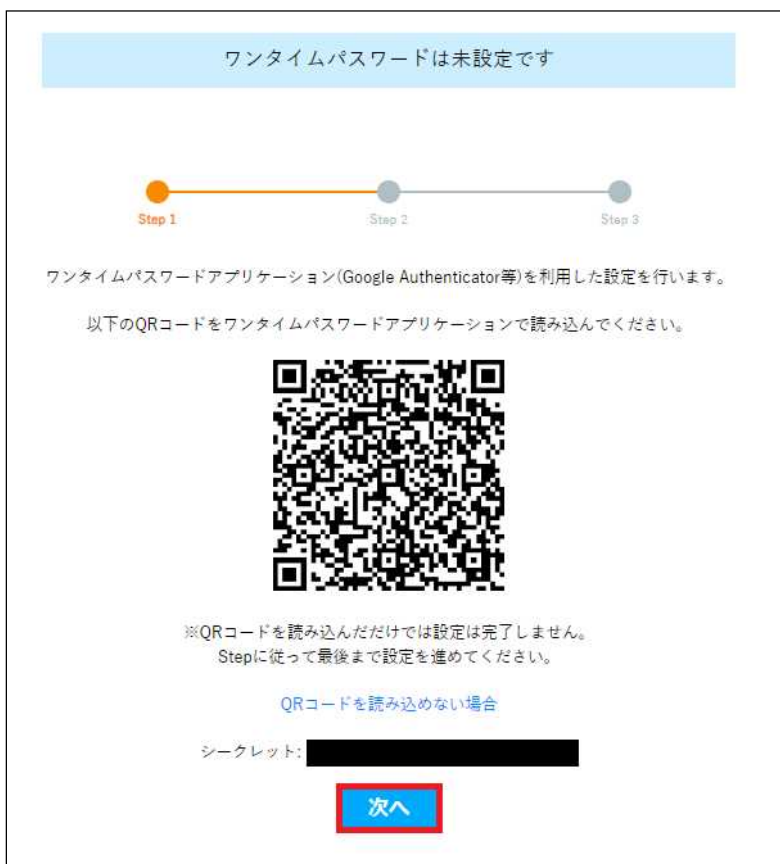 ワンタイムパスワードは未設定です
Step 1
Step 2
Step 3
ワンタイムパスワードアプリケーション(Google Authenticator等)を利用した設定を行います。
以下のQRコードをワンタイムパスワードアプリケーションで読み込んでください。
※QRコードを読み込んだだけでは設定は完了しません。
Stepに従って最後まで設定を進めてください。
QRコードを読み込めない場合
シークレット:
次へ